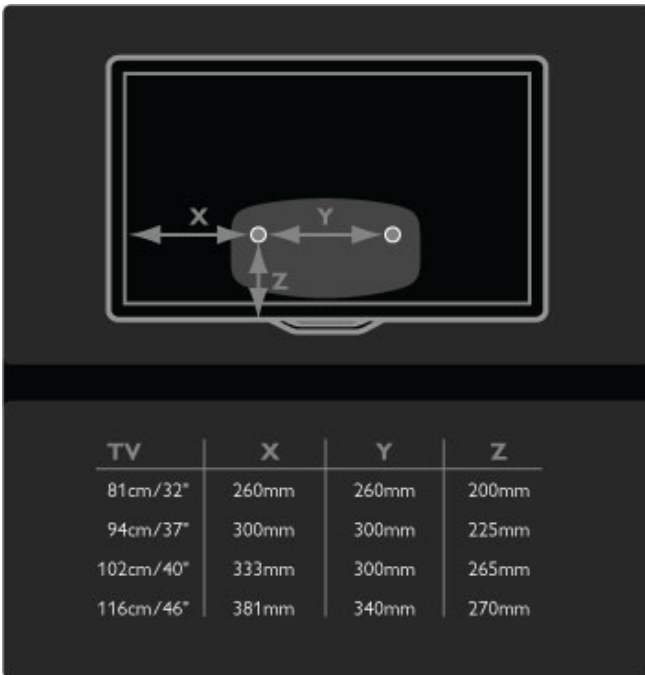 X Y
Z
TV X Y Z
81cm/32" 260mm 260mm 200mm
94cm/37" 300mm 300mm 225mm
102cm/40" 333mm 300mm 265mm
116cm/46" 381mm 340mm 270mm